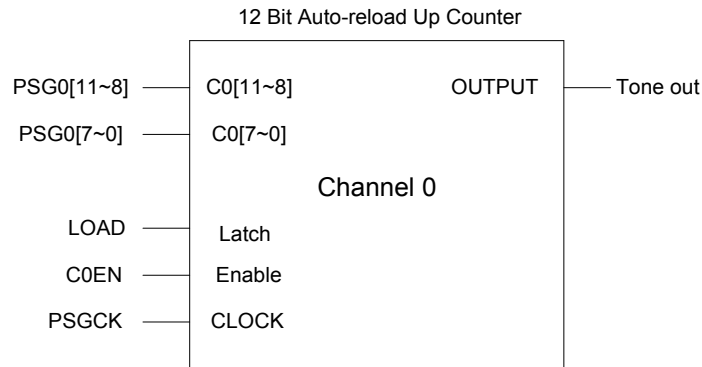 12 Bit Auto-reload Up Counter
PSG0[11~8] C0[11~8] OUTPUT Tone out
PSG0[7~0] C0[7~0]
Channel 0
LOAD Latch
C0EN Enable
PSGCK CLOCK